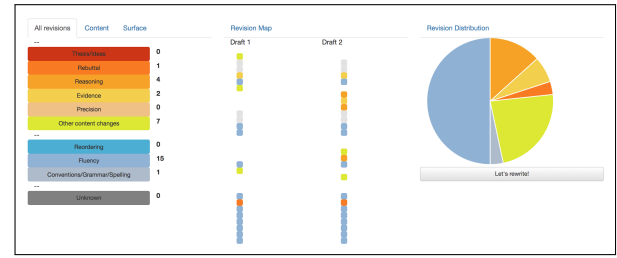 All revisions Content Surface
--
Thesis/Ideas 0
Rebuttal 1
Reasoning 4
Evidence 2
Precision 0
Other content changes 7
--
Reordering 0
Fluency 15
Conventions/Grammar/Spelling 1
--
Unknown 0
Revision Map
Draft 1 Draft 2
Revision Distribution
Let's rewrite!